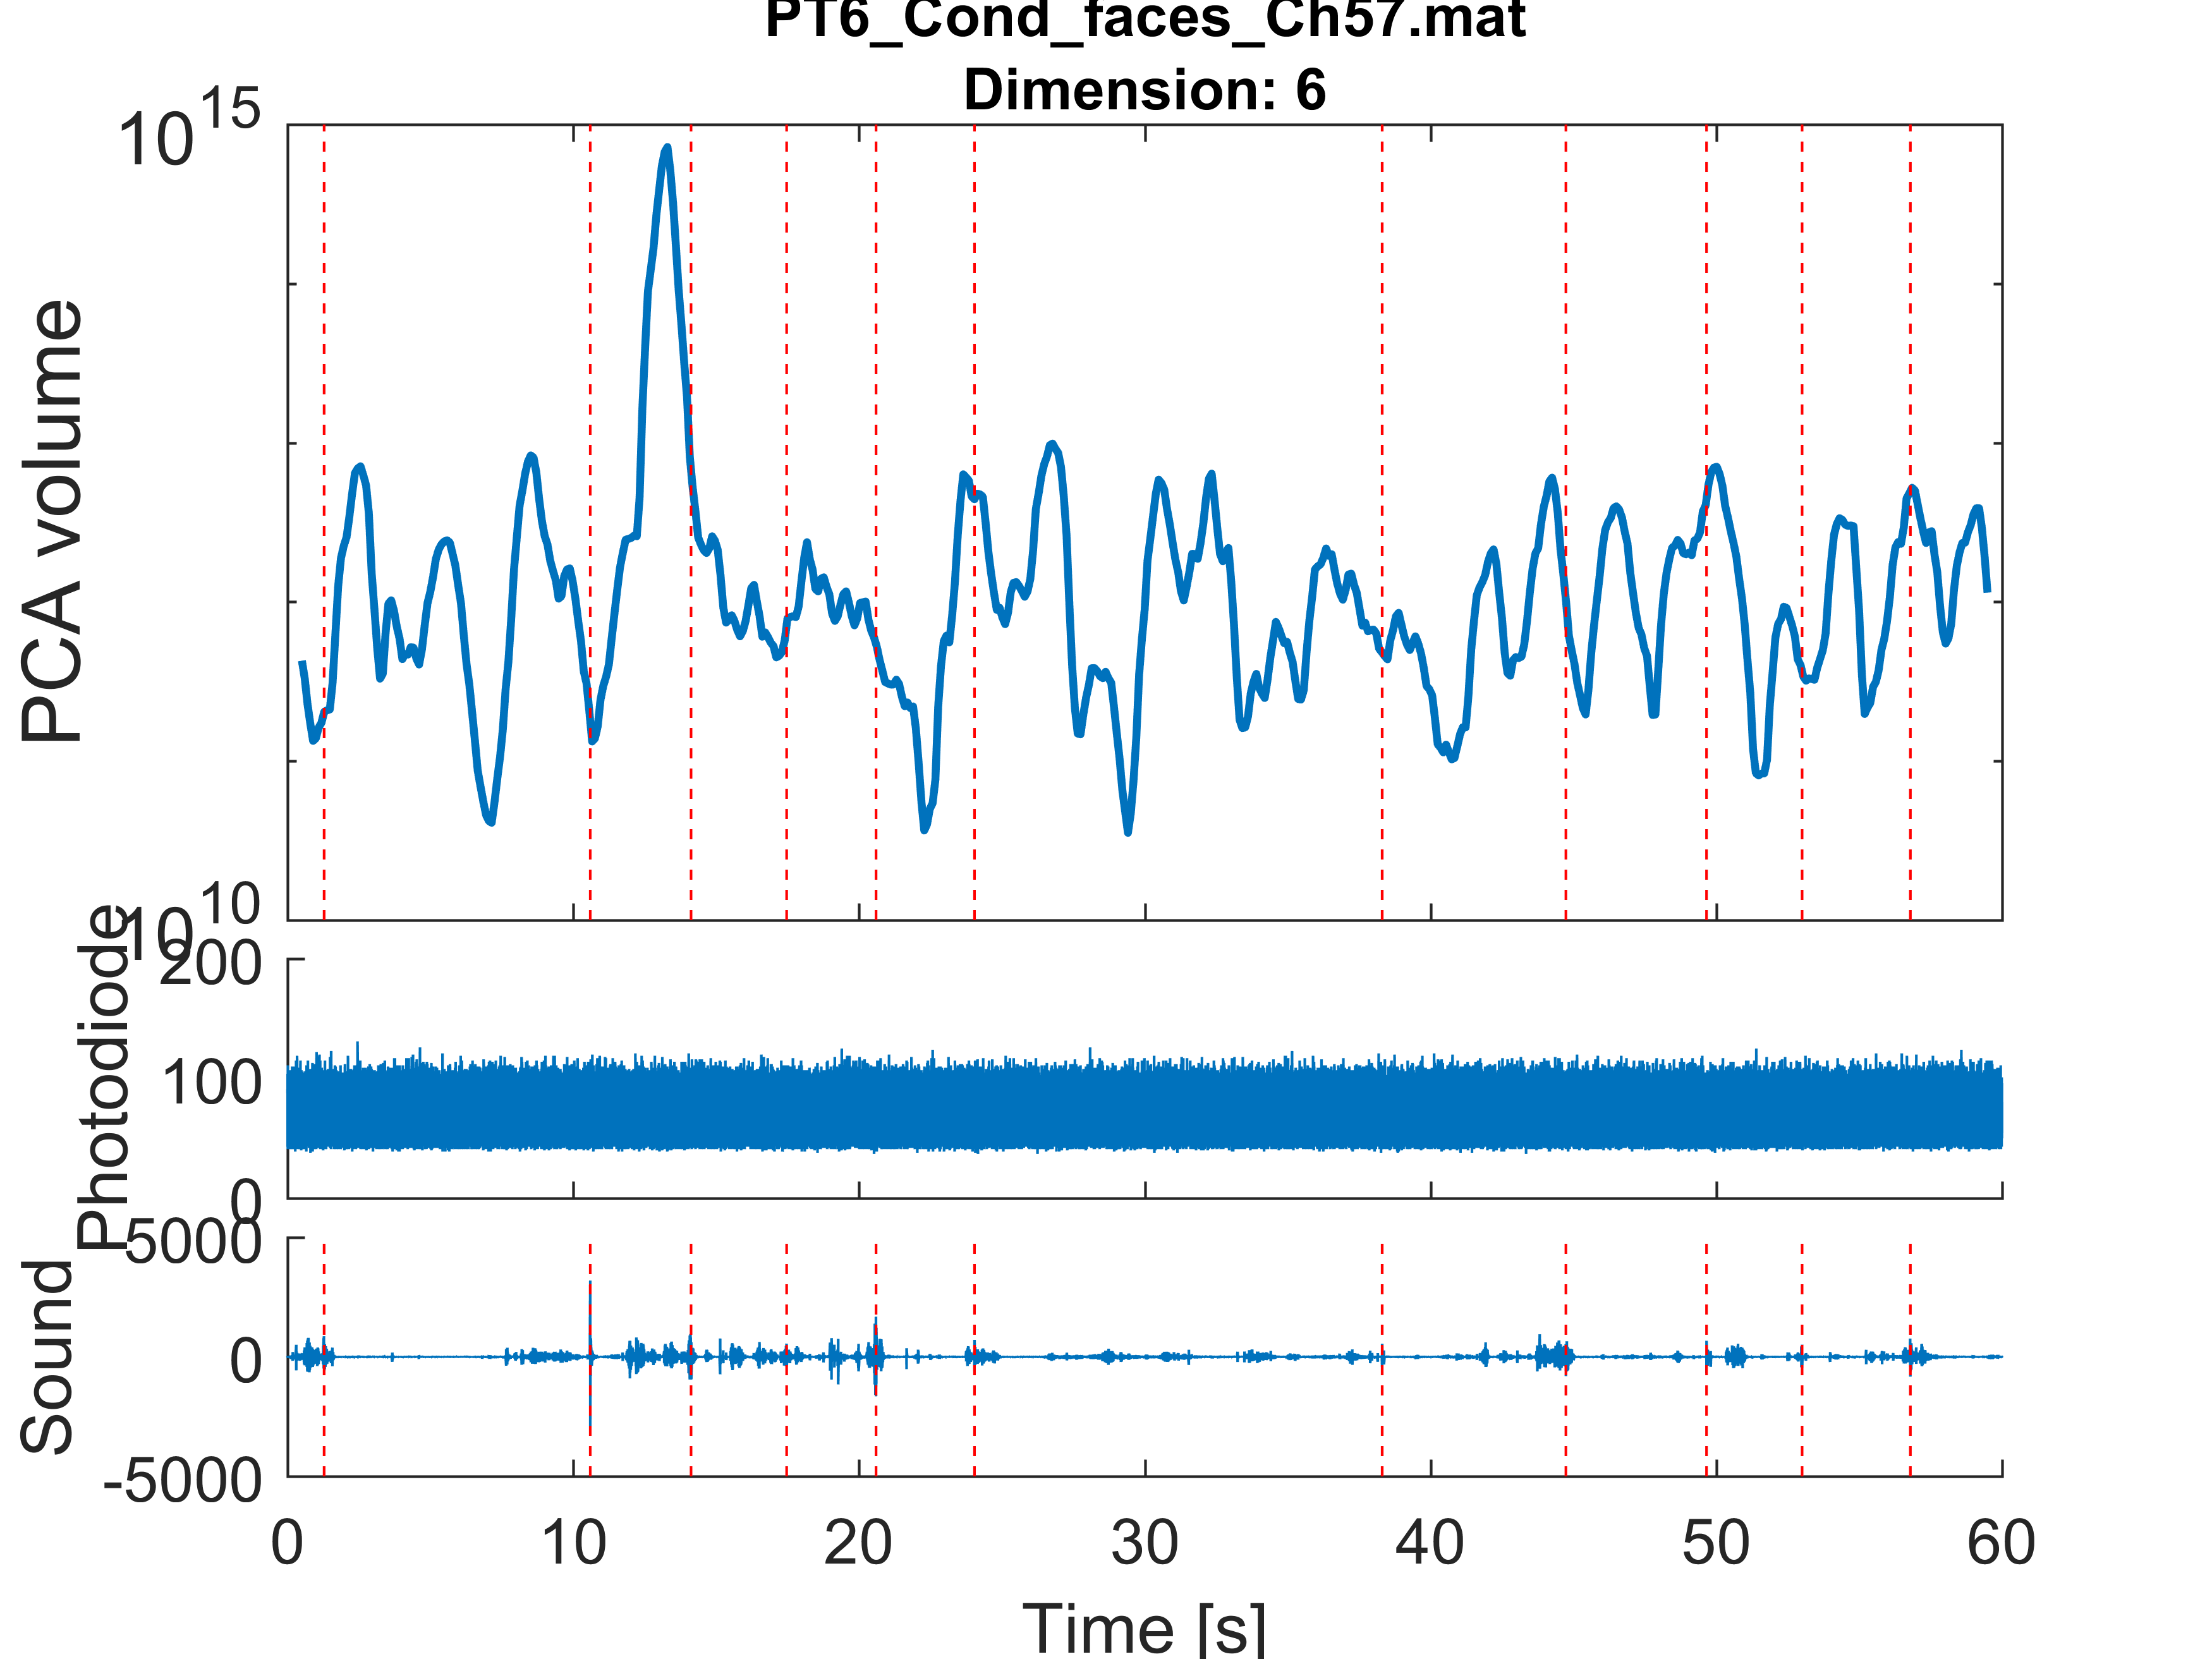 PT6_Cond_faces_Ch57.mat
Dimension: 6
10^15
PCA volume
10^10
200
100
0
Photodiode
5000
0
-5000
Sound
0 10 20 30 40 50 60
Time [s]